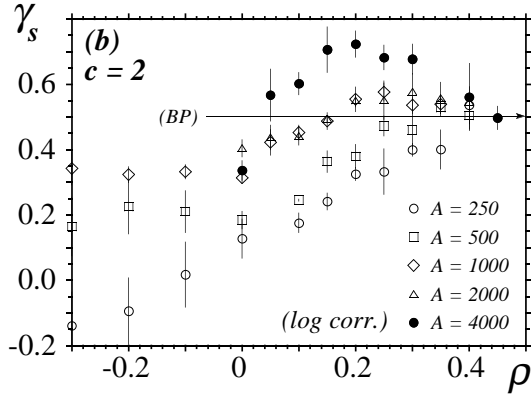 γs
(b)
c = 2
0.6
(BP)
0.4
0.2
0.0
-0.2
A = 250
A = 500
A = 1000
A = 2000
(log corr.) A = 4000
-0.2 0 0.2 0.4 ρ